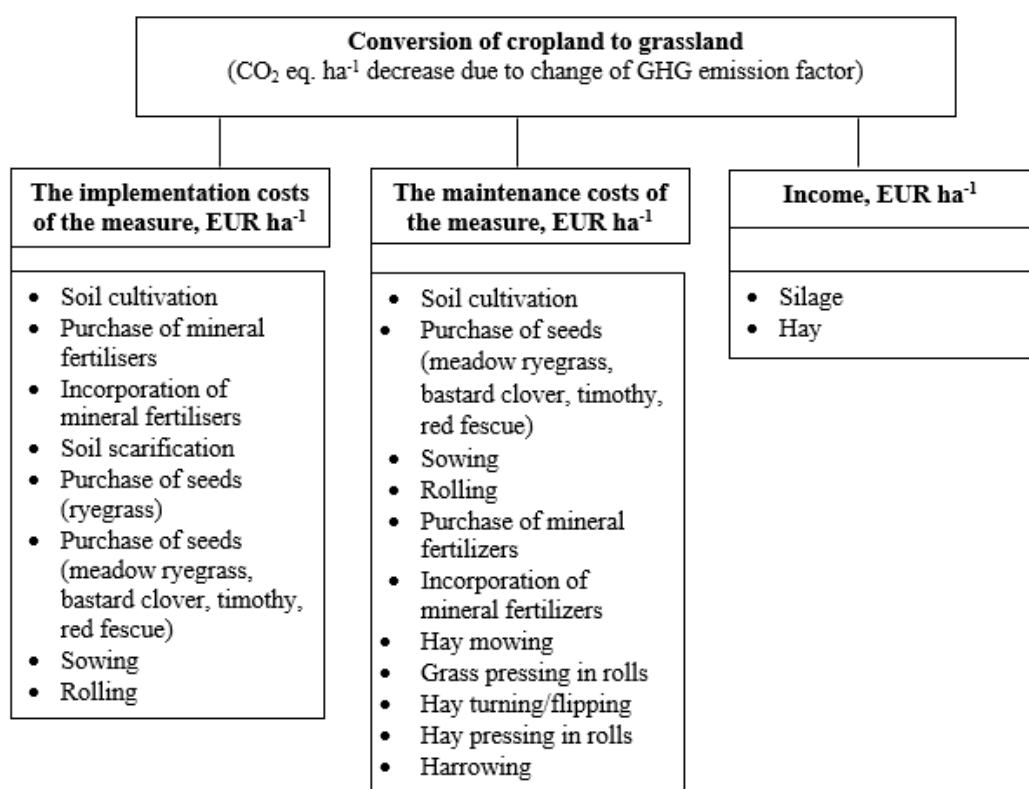 Conversion of cropland to grassland
(CO₂ eq. ha⁻¹ decrease due to change of GHG emission factor)
The implementation costs
of the measure, EUR ha⁻¹
• Soil cultivation
• Purchase of mineral
fertilisers
• Incorporation of
mineral fertilisers
• Soil scarification
• Purchase of seeds
(ryegrass)
• Purchase of seeds
(meadow ryegrass,
bastard clover, timothy,
red fescue)
• Sowing
• Rolling
The maintenance costs of
the measure, EUR ha⁻¹
• Soil cultivation
• Purchase of seeds
(meadow ryegrass,
bastard clover, timothy,
red fescue)
• Sowing
• Rolling
• Purchase of mineral
fertilizers
• Incorporation of
mineral fertilizers
• Hay mowing
• Grass pressing in rolls
• Hay turning/flipping
• Hay pressing in rolls
• Harrowing
Income, EUR ha⁻¹
• Silage
• Hay